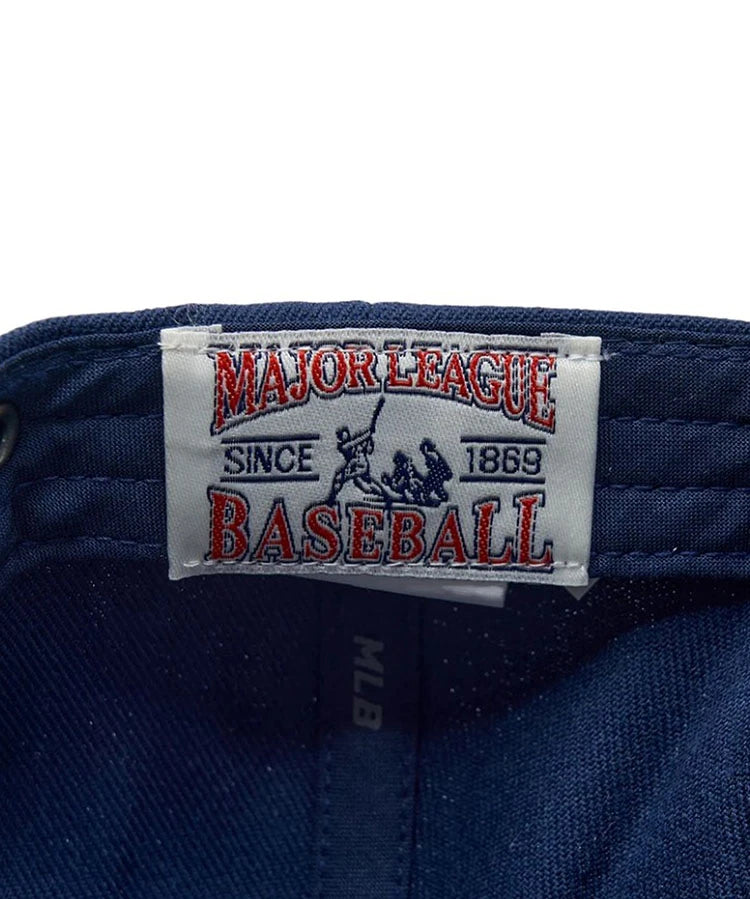 MAJOR LEAGUE
SINCE 1869
BASEBALL
MLB